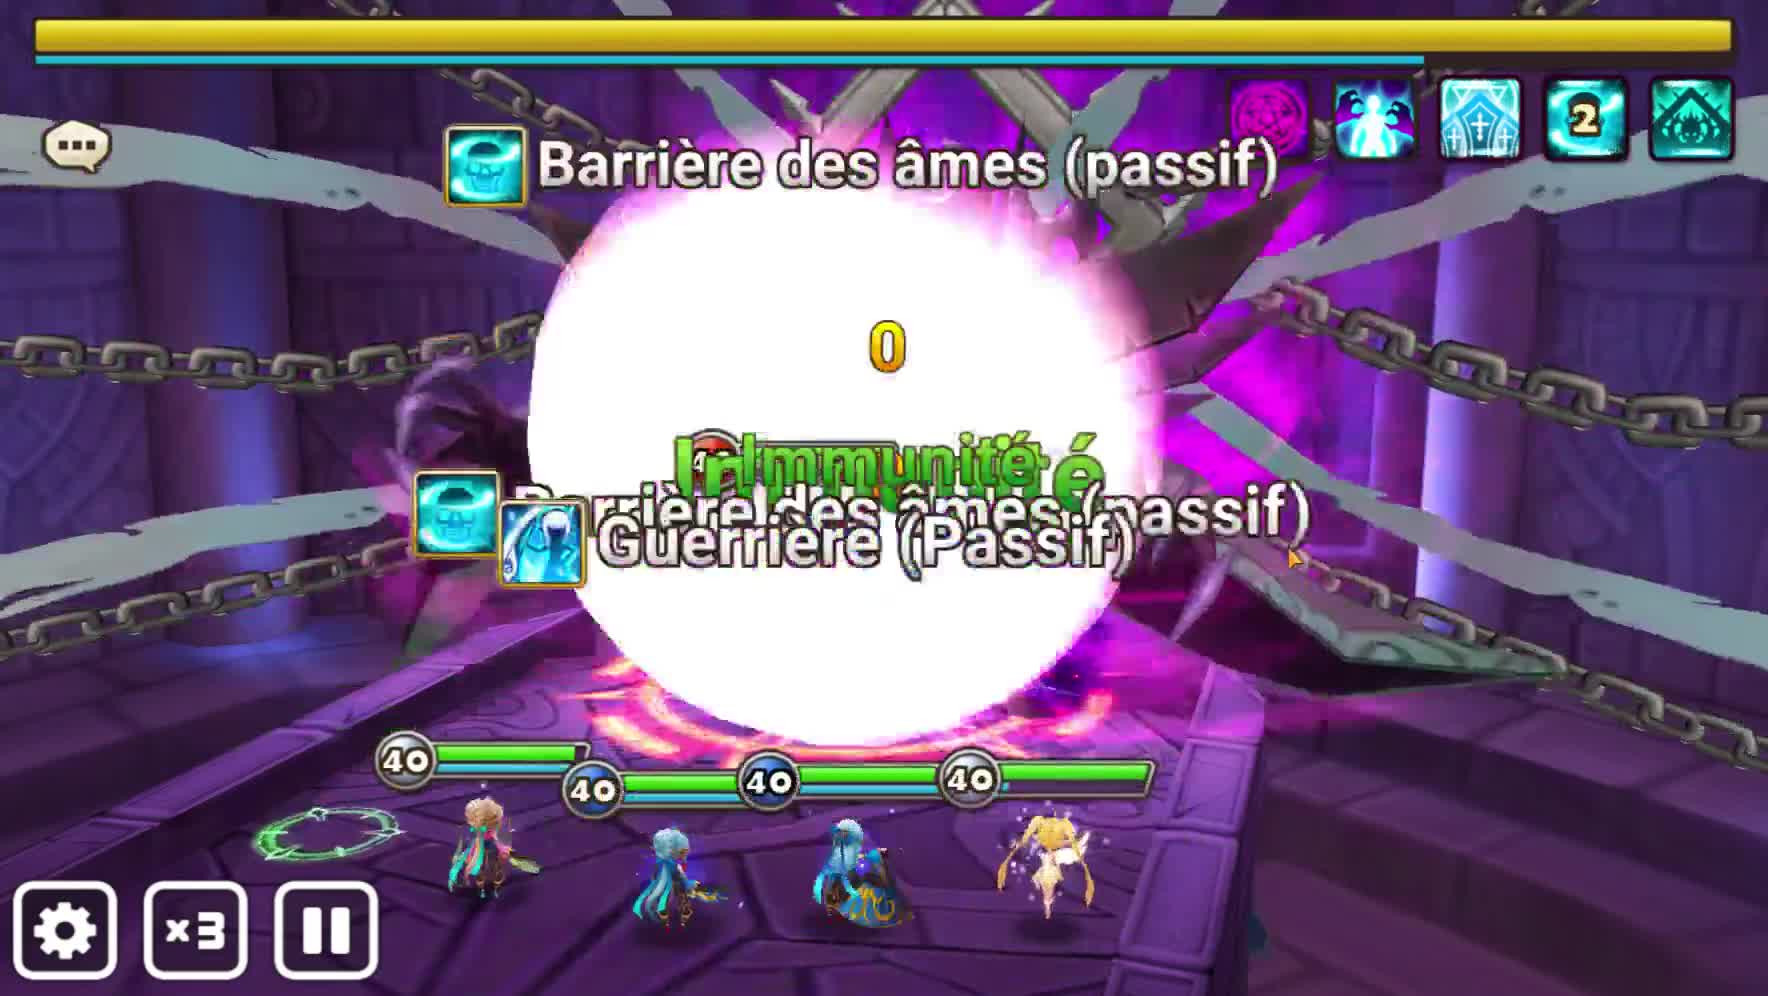 2
Barrière des âmes (passif)
0
Immunité
Barrière des âmes (passif)
Guerrière (Passif)
40
40
40
40
x3